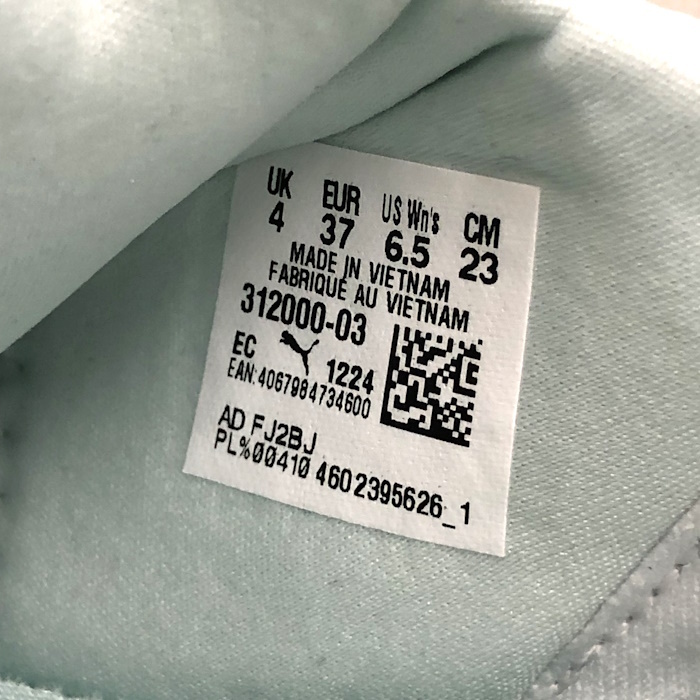 UK EUR US Wn's CM
4 37 6.5 23
MADE IN VIETNAM
FABRIQUÉ AU VIETNAM
312000-03
EC 1224
EAN:4067984734600
AD FJ2BJ
PL%00410 4602395626_1